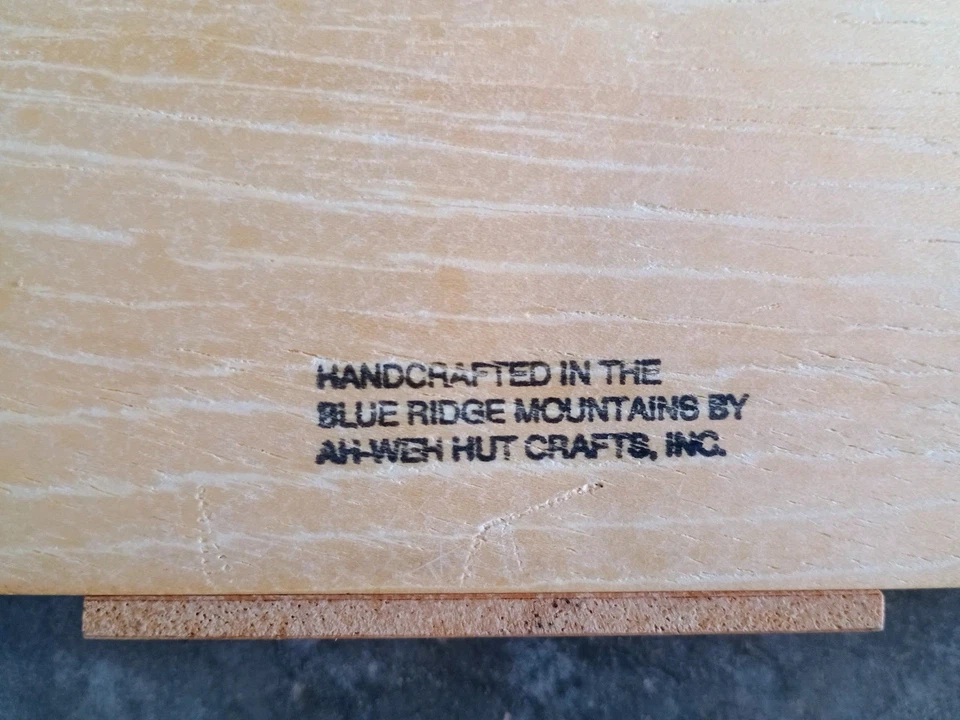 HANDCRAFTED IN THE
BLUE RIDGE MOUNTAINS BY
AH-WEH HUT CRAFTS, INC.